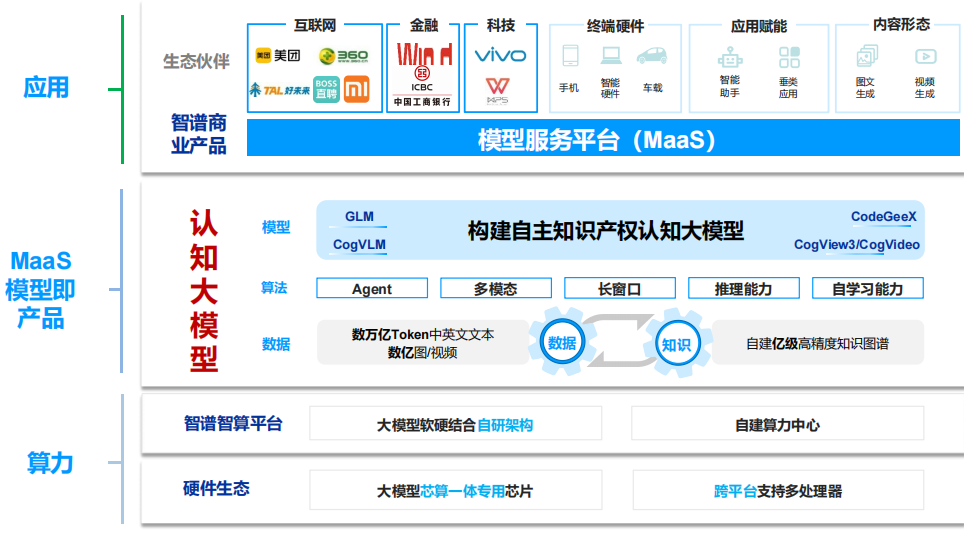 互联网
金融
科技
终端硬件
应用赋能
内容形态
生态伙伴
美团
美团
360
www.360.cn
TAL 好未来
BOSS
直聘
mi
Wind
ICBC
中国工商银行
vivo
WPS
手机
智能
硬件
车载
智能
助手
垂类
应用
图文
生成
视频
生成
应用
智谱商
业产品
模型服务平台（MaaS）
MaaS
模型即
产品
认
知
大
模
型
模型
GLM
CogVLM
构建自主知识产权认知大模型
CodeGeeX
CogView3/CogVideo
算法
Agent
多模态
长窗口
推理能力
自学习能力
数据
数万亿Token中英文文本
数亿图/视频
数据
知识
自建亿级高精度知识图谱
算力
智谱智算平台
大模型软硬结合自研架构
自建算力中心
硬件生态
大模型芯算一体专用芯片
跨平台支持多处理器